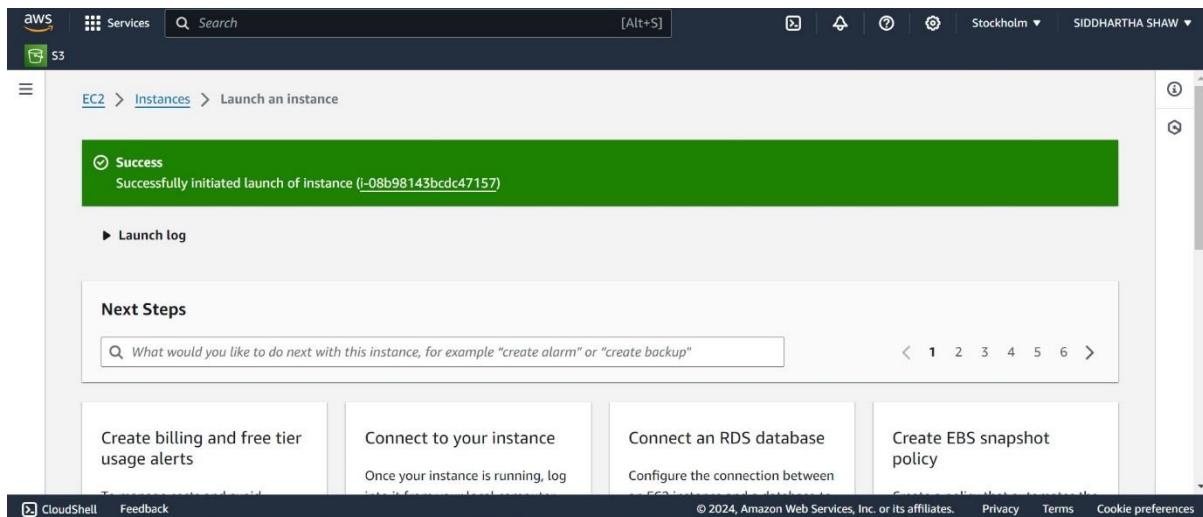 aws Services Search [Alt+S] Stockholm SIDDHARTHA SHAW
S3
EC2 > Instances > Launch an instance
Success
Successfully initiated launch of instance (i-08b98143bcdc47157)
Launch log
Next Steps
What would you like to do next with this instance, for example "create alarm" or "create backup"
< 1 2 3 4 5 6 >
Create billing and free tier
usage alerts
Connect to your instance
Once your instance is running, log
Connect an RDS database
Configure the connection between
Create EBS snapshot
policy
CloudShell Feedback © 2024, Amazon Web Services, Inc. or its affiliates. Privacy Terms Cookie preferences